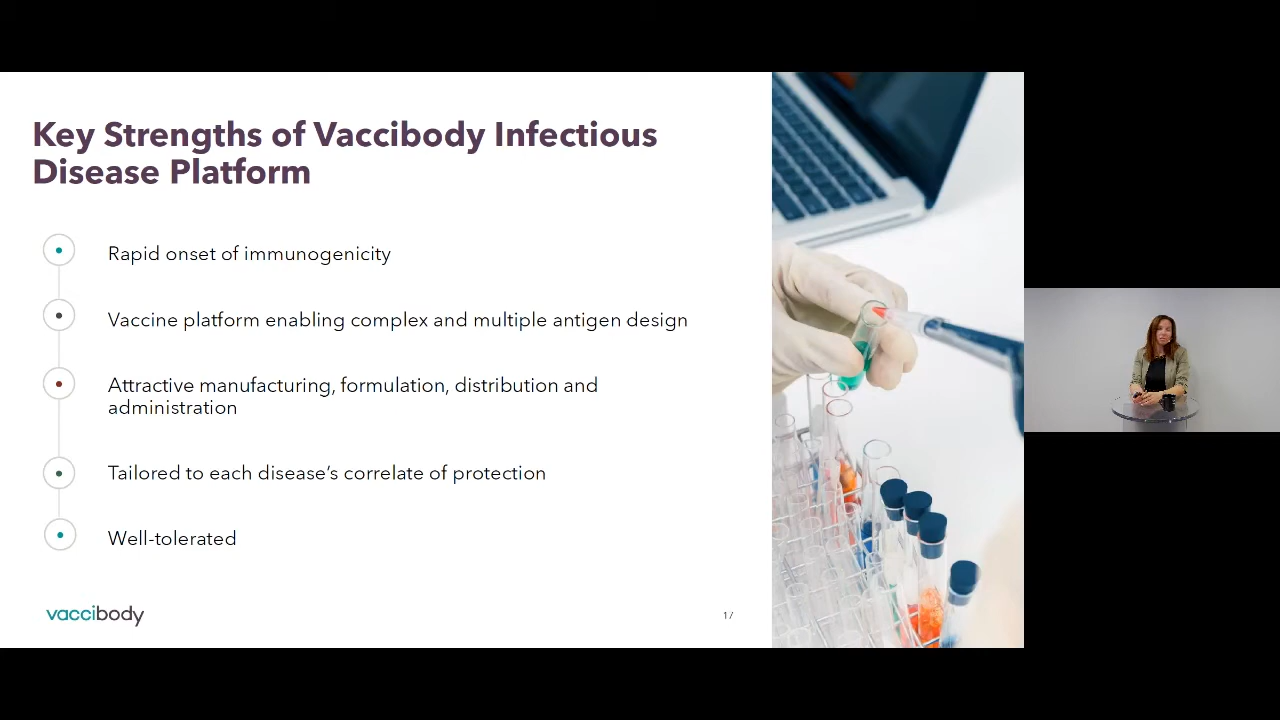 Key Strengths of Vaccibody Infectious
Disease Platform
Rapid onset of immunogenicity
Vaccine platform enabling complex and multiple antigen design
Attractive manufacturing, formulation, distribution and
administration
Tailored to each disease’s correlate of protection
Well-tolerated
vaccibody
17